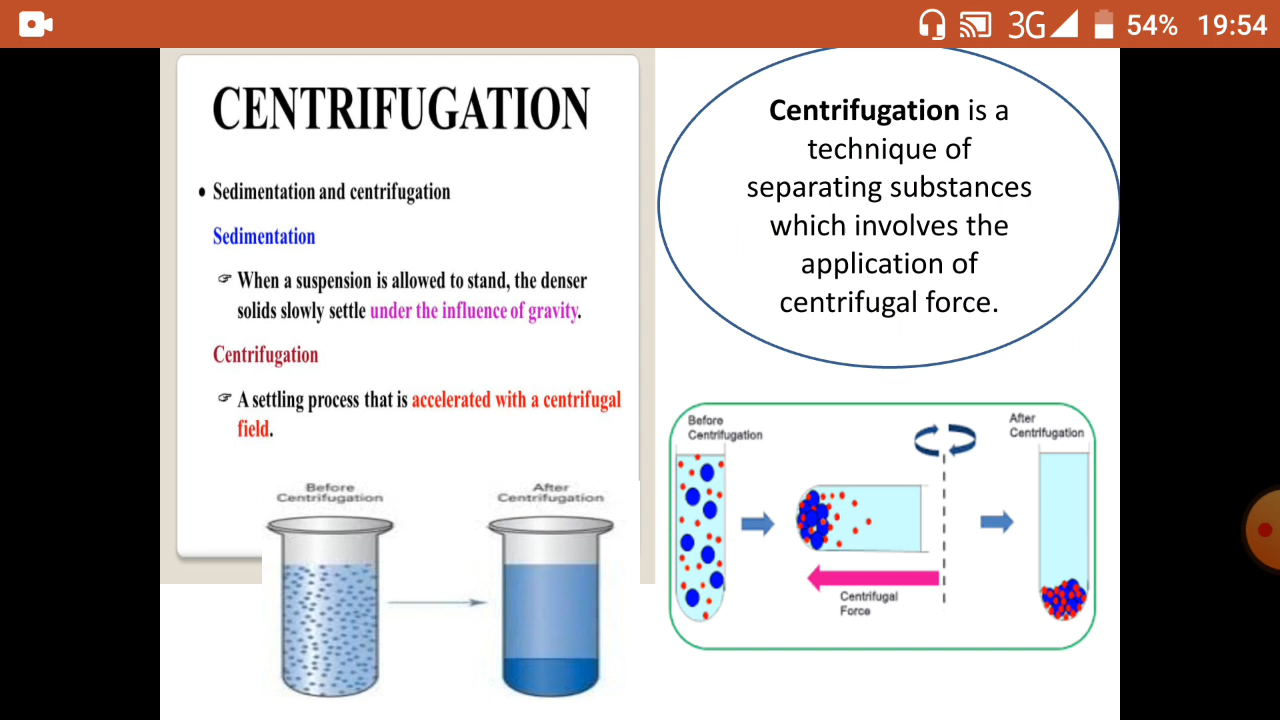 3G 54% 19:54
CENTRIFUGATION
• Sedimentation and centrifugation
Sedimentation
☞ When a suspension is allowed to stand, the denser
solids slowly settle under the influence of gravity.
Centrifugation
☞ A settling process that is accelerated with a centrifugal
field.
Before
Centrifugation
After
Centrifugation
Centrifugation is a
technique of
separating substances
which involves the
application of
centrifugal force.
Before
Centrifugation
After
Centrifugation
Centrifugal
Force